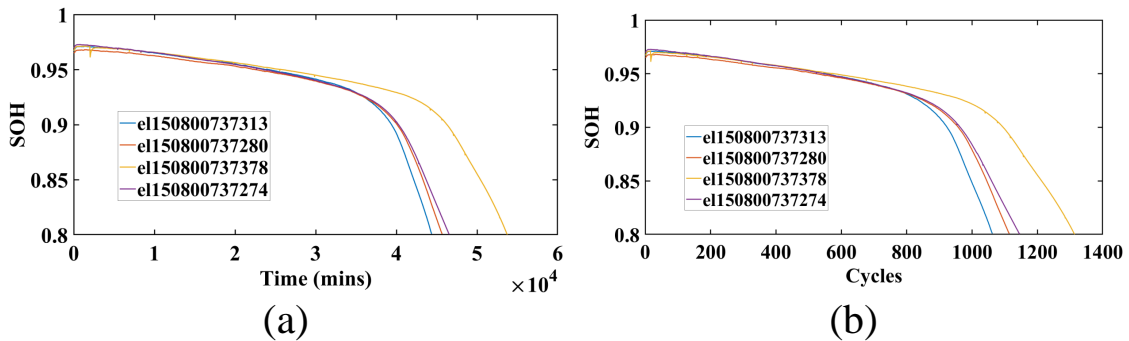 1
0.95
0.9
0.85
0.8
SOH
el150800737313
el150800737280
el150800737378
el150800737274
0 1 2 3 4 5 6
Time (mins)
×10^4
(a)
1
0.95
0.9
0.85
0.8
SOH
el150800737313
el150800737280
el150800737378
el150800737274
0 200 400 600 800 1000 1200 1400
Cycles
(b)